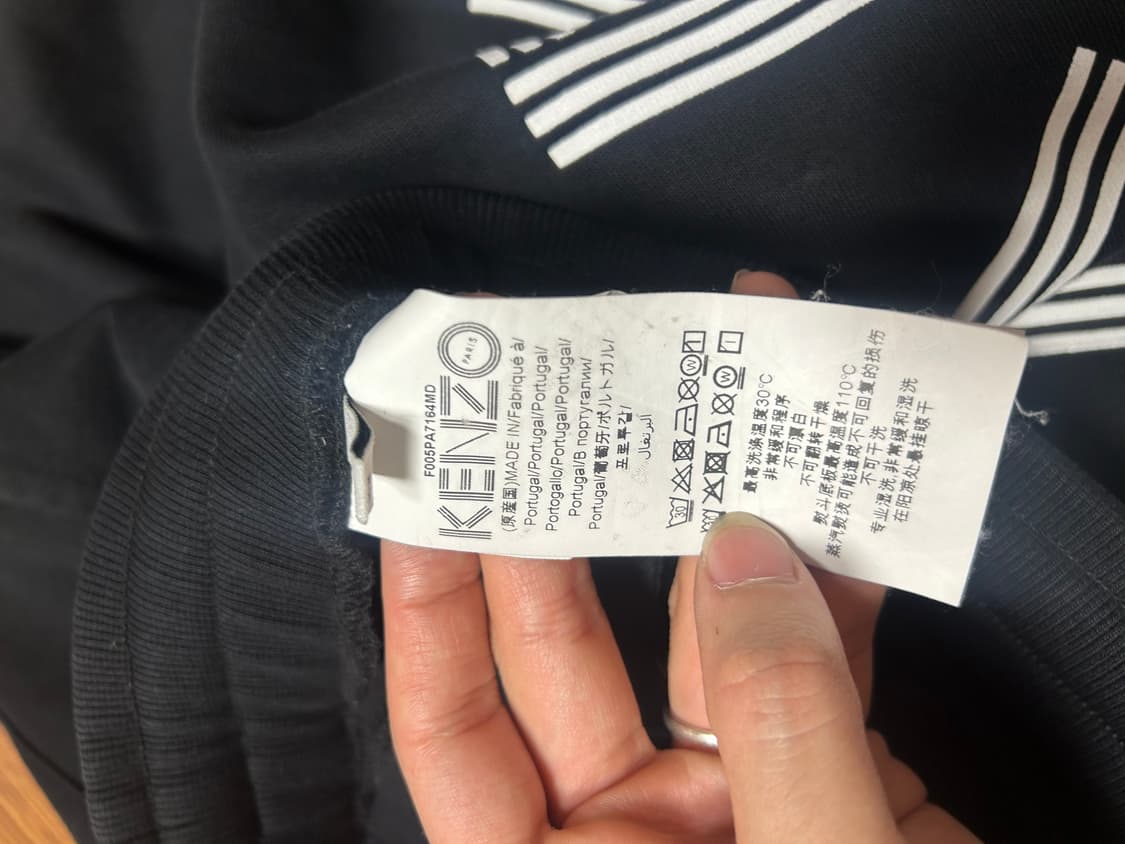 F005PA7164MD
KENZO
PARIS
(原産国)MADE IN/Fabriqué à/
Portugal/Portugal/Portugal/
Portogallo/Portugal/Portugal/
Portugal/В португалии/
Portugal/葡萄牙/ポルトガル/
포르투갈/
البرتغال
30
W
W
最高洗涤温度30℃
非常缓和程序
不可漂白
不可翻转干燥
熨斗底板最高温度110℃
蒸汽熨烫可能造成不可回复的损伤
不可干洗
专业湿洗,非常缓和湿洗
在阴凉处悬挂晾干